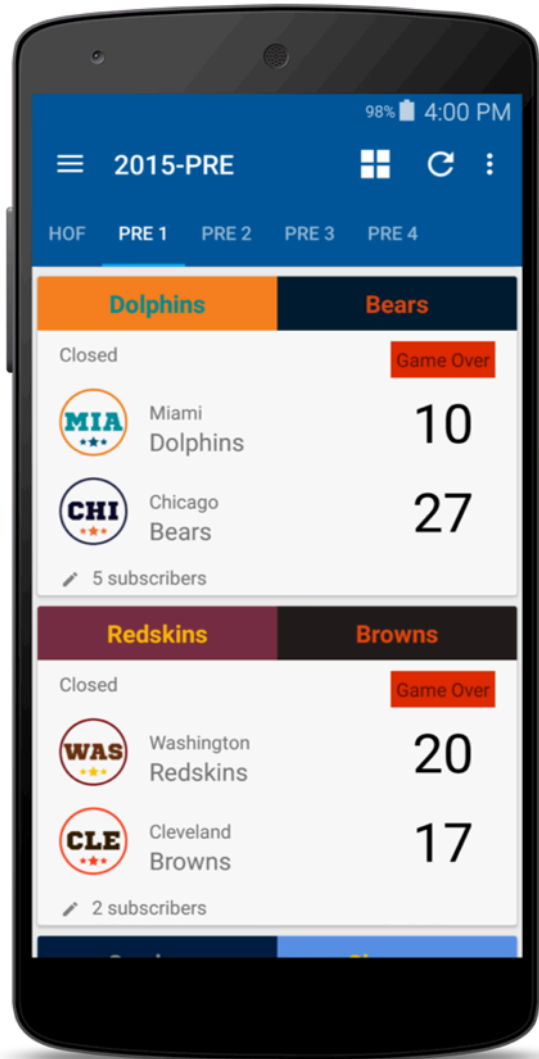 98% 4:00 PM
2015-PRE
HOF PRE 1 PRE 2 PRE 3 PRE 4
Dolphins Bears
Closed Game Over
MIA Miami 10
Dolphins
CHI Chicago 27
Bears
5 subscribers
Redskins Browns
Closed Game Over
WAS Washington 20
Redskins
CLE Cleveland 17
Browns
2 subscribers